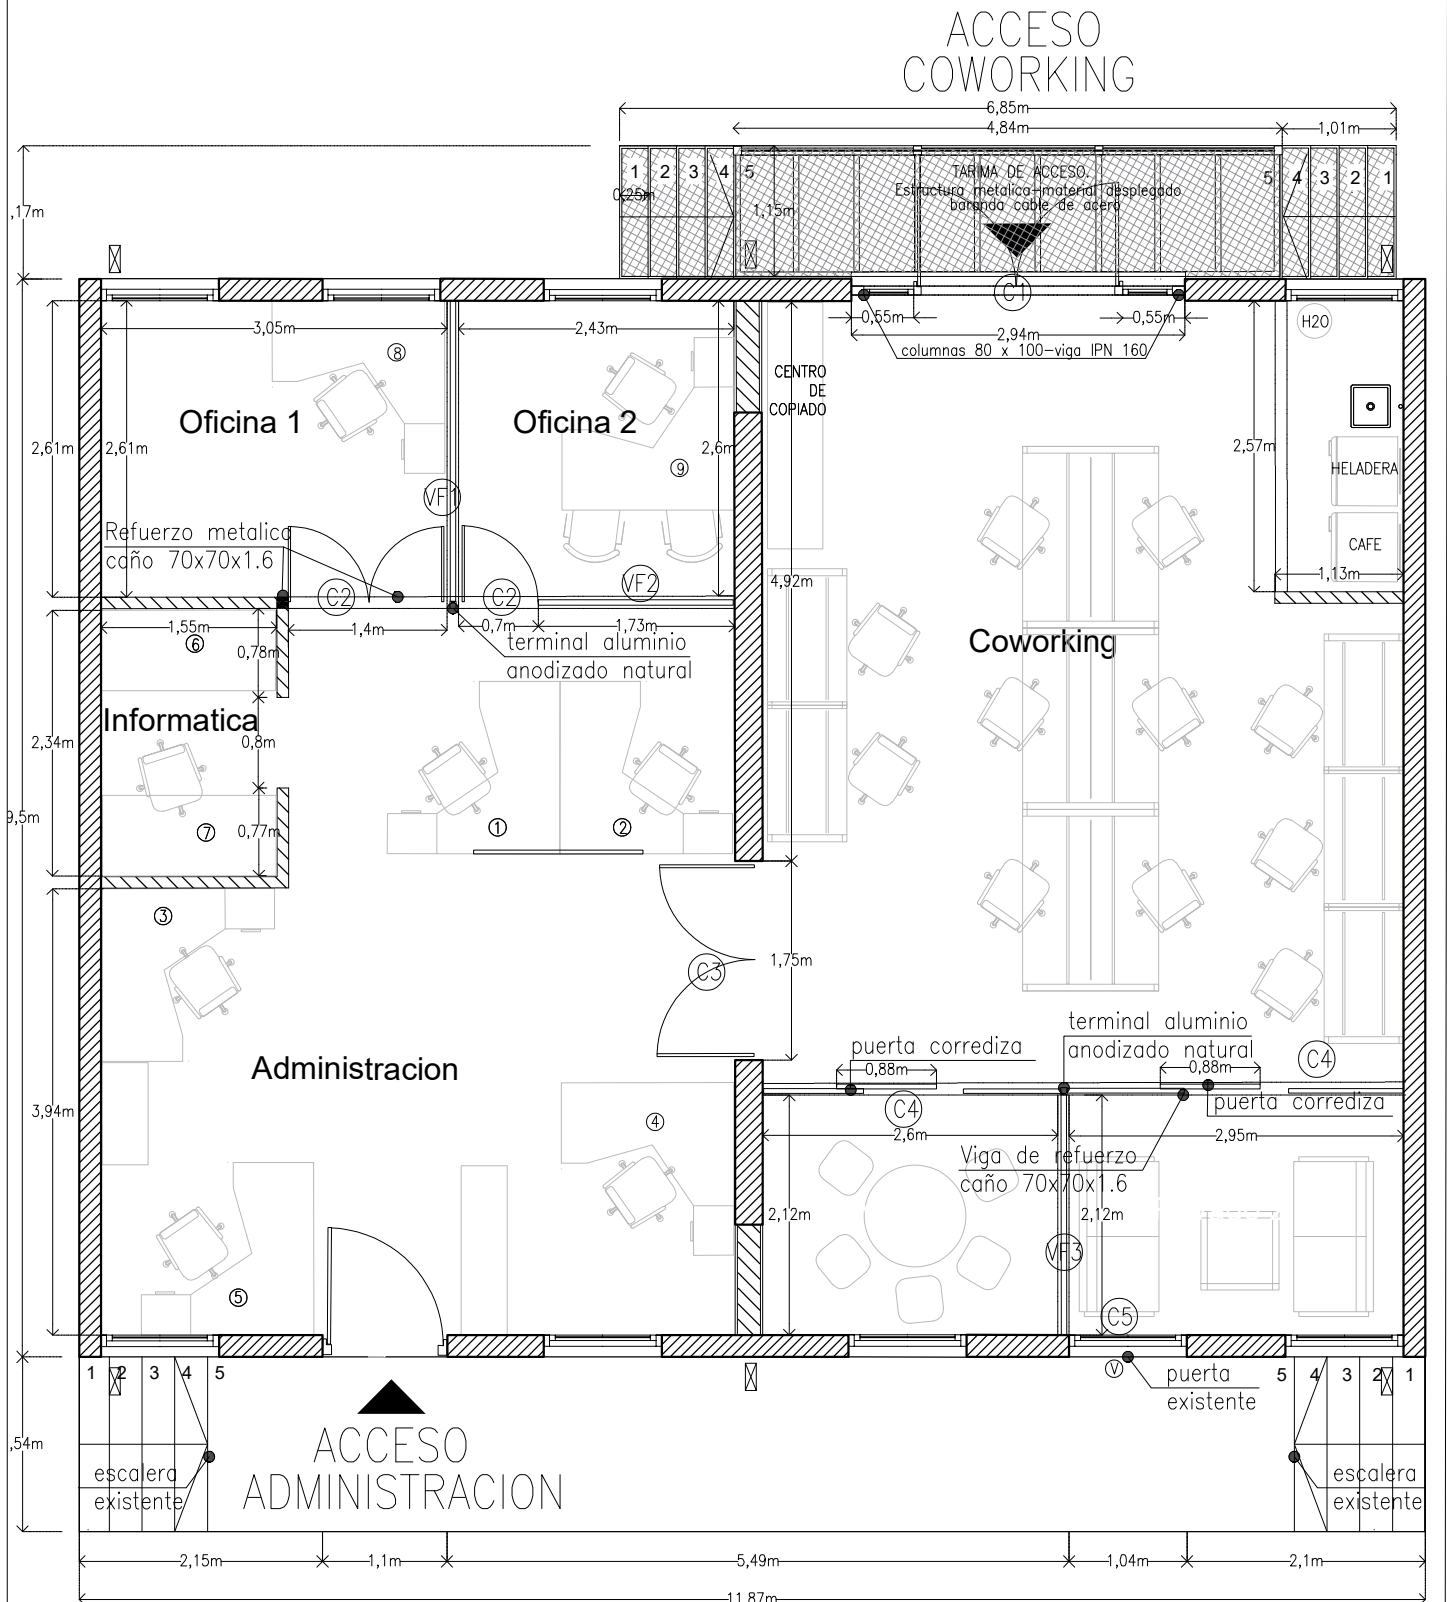 ACCESO
COWORKING
6,85m
4,84m
1,01m
1 2 3 4 5
5 4 3 2 1
0,25m
TARIMA DE ACCESO.
Estructura metalica-material desplegado
baranda cable de acero
,17m
1,15m
C1
3,05m
2,43m
0,55m
0,55m
2,94m
columnas 80 x 100-viga IPN 160
H2O
8
CENTRO
DE
COPIADO
Oficina 1
Oficina 2
2,61m
2,61m
2,6m
2,57m
9
HELADERA
VF1
Refuerzo metalico
caño 70x70x1.6
CAFE
1,13m
C2
C2
VF2
4,92m
1,55m
1,4m
0,7m
1,73m
6
0,78m
terminal aluminio
anodizado natural
Coworking
Informatica
2,34m
0,8m
9,5m
7
0,77m
1
2
3
C3
1,75m
terminal aluminio
anodizado natural
puerta corrediza
0,88m
0,88m
C4
Administracion
C4
puerta corrediza
3,94m
4
2,6m
2,95m
Viga de refuerzo
caño 70x70x1.6
2,12m
2,12m
VF3
5
C5
1 2 3 4 5
V
puerta
existente
5 4 3 2 1
,54m
ACCESO
ADMINISTRACION
escalera
existente
escalera
existente
2,15m
1,1m
5,49m
1,04m
2,1m
11,87m